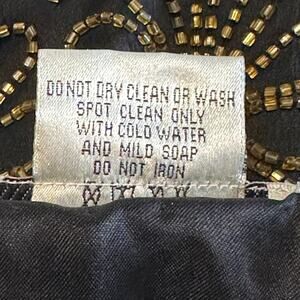 DO NOT DRY CLEAN OR WASH
SPOT CLEAN ONLY
WITH COLD WATER
AND MILD SOAP
DO NOT IRON